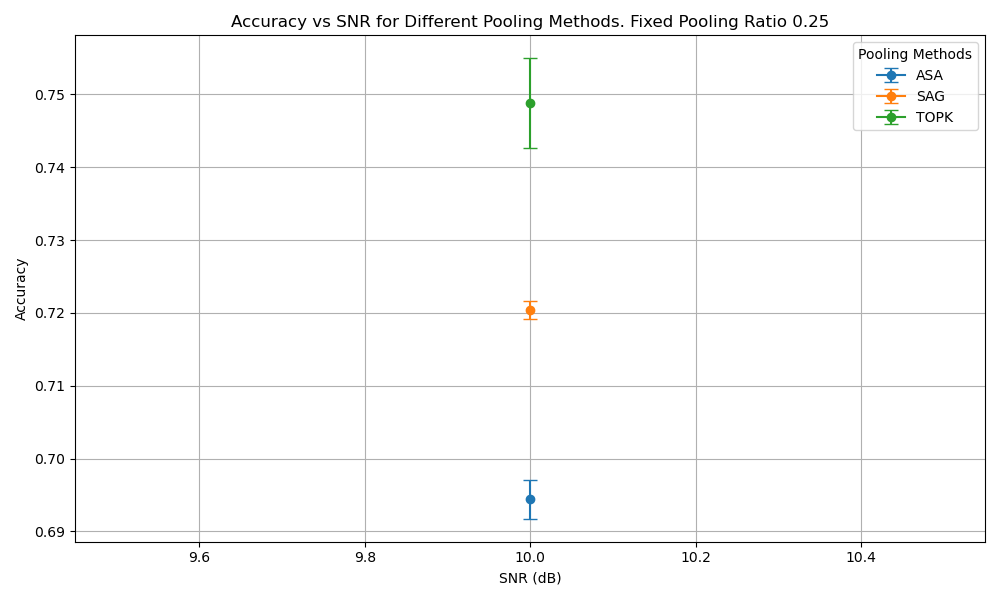 Accuracy vs SNR for Different Pooling Methods. Fixed Pooling Ratio 0.25
Pooling Methods
ASA
SAG
TOPK
Accuracy
0.75
0.74
0.73
0.72
0.71
0.70
0.69
9.6 9.8 10.0 10.2 10.4
SNR (dB)